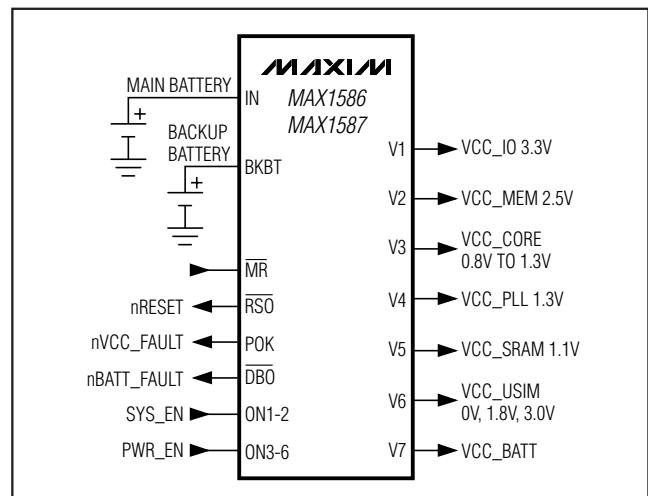 MAXIM
MAX1586
MAX1587
MAIN BATTERY
+
IN
BACKUP
BATTERY
+
BKBT
MR
nRESET
RSO
nVCC_FAULT
POK
nBATT_FAULT
DBO
SYS_EN
ON1-2
PWR_EN
ON3-6
V1
VCC_IO 3.3V
V2
VCC_MEM 2.5V
V3
VCC_CORE
0.8V TO 1.3V
V4
VCC_PLL 1.3V
V5
VCC_SRAM 1.1V
V6
VCC_USIM
0V, 1.8V, 3.0V
V7
VCC_BATT